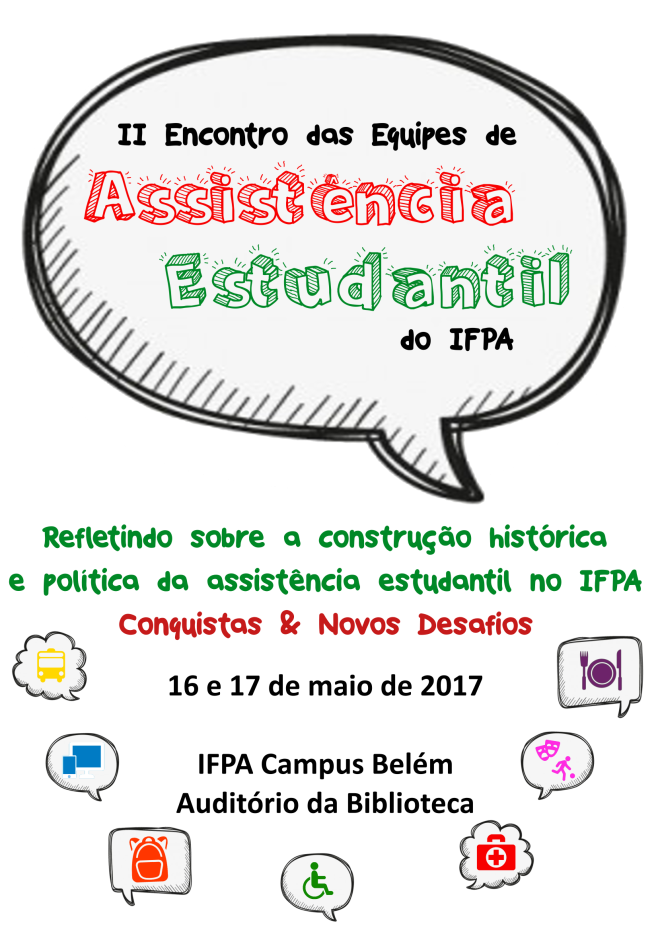 II Encontro das Equipes de
Assistência
Estudantil
do IFPA
Refletindo sobre a construção histórica
e política da assistência estudantil no IFPA
Conquistas & Novos Desafios
16 e 17 de maio de 2017
IFPA Campus Belém
Auditório da Biblioteca